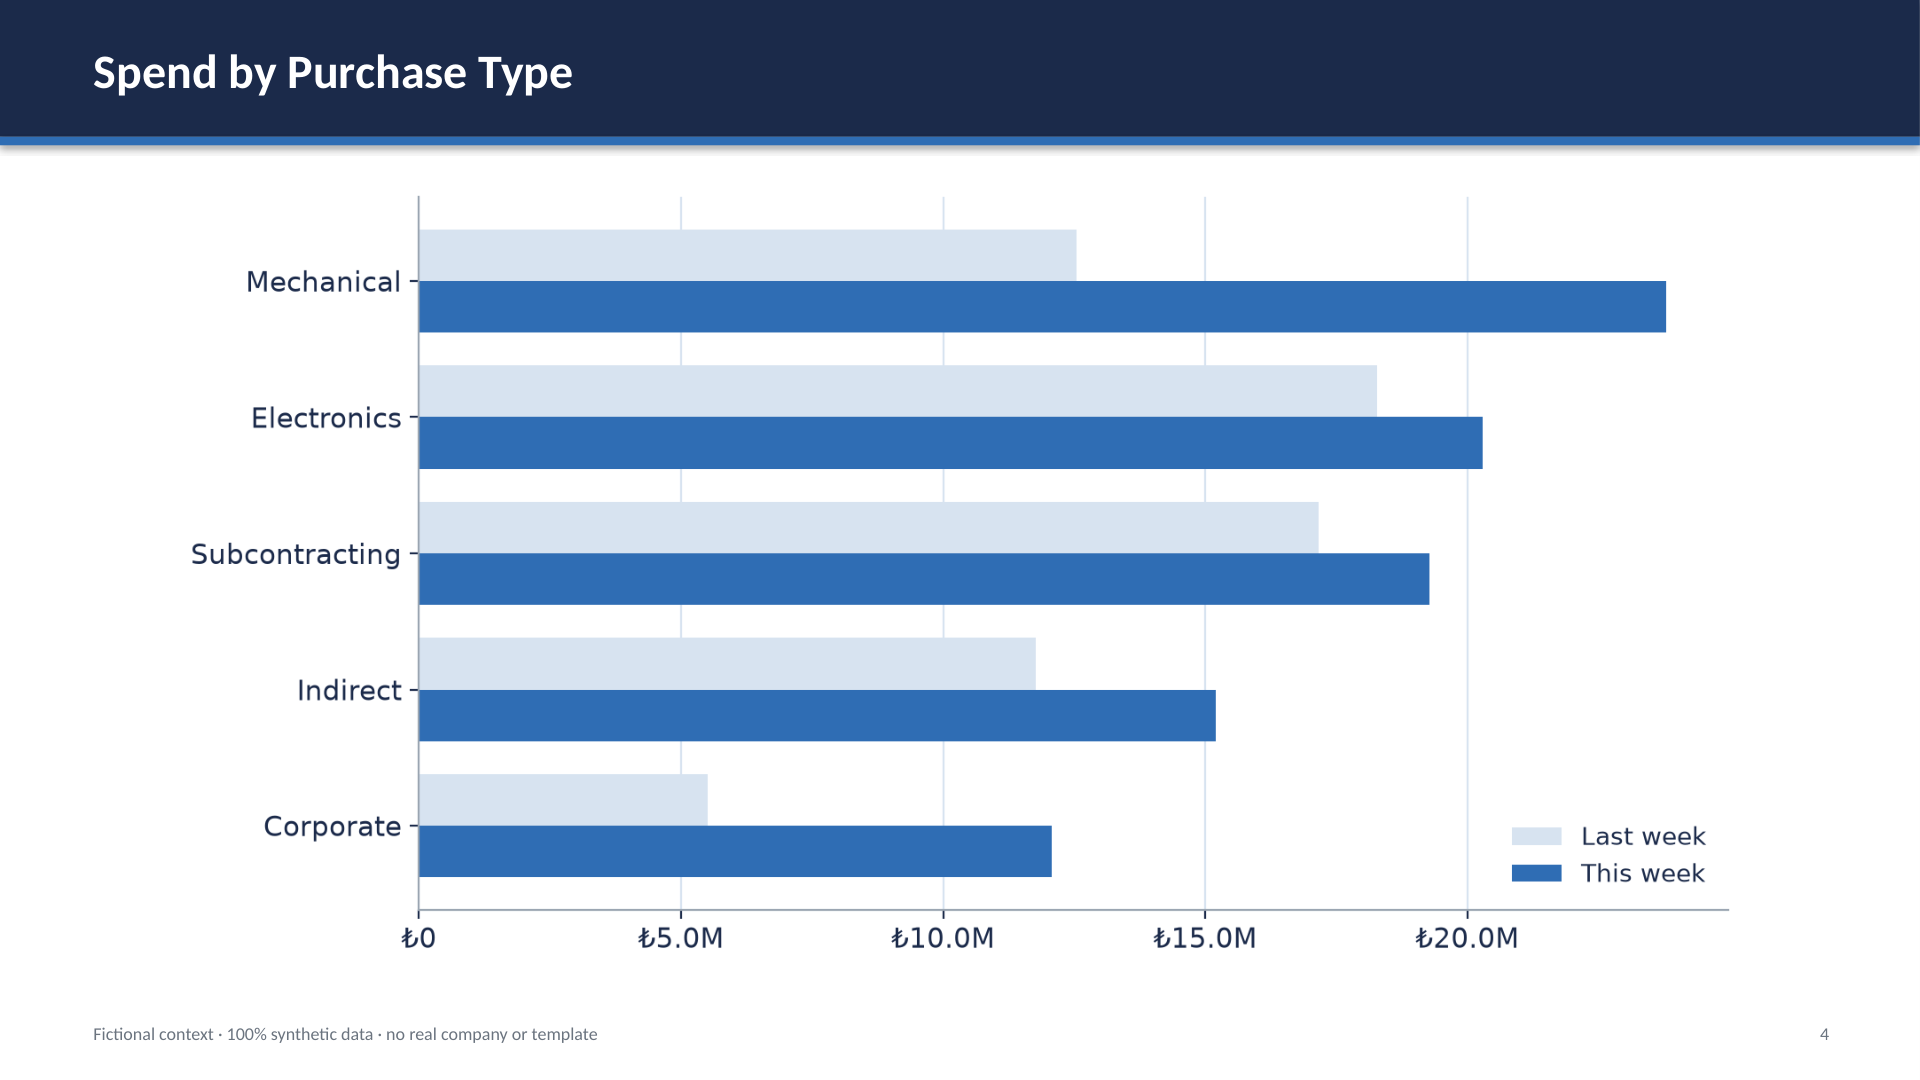 Spend by Purchase Type
Mechanical
Electronics
Subcontracting
Indirect
Corporate
Last week
This week
₺0 ₺5.0M ₺10.0M ₺15.0M ₺20.0M
Fictional context · 100% synthetic data · no real company or template
4